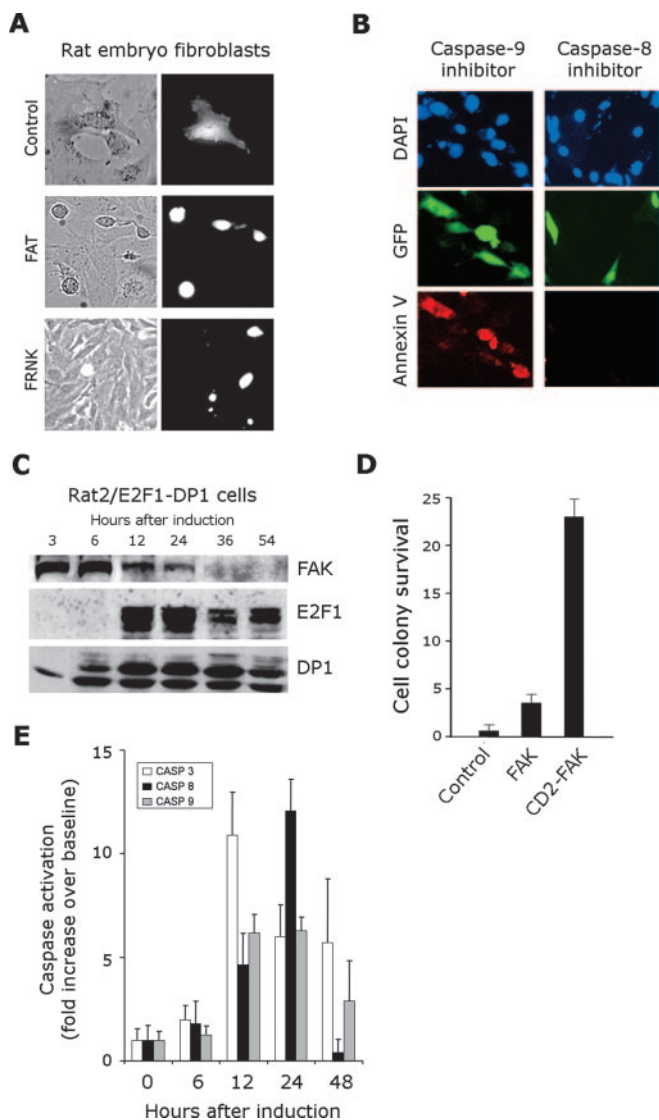 A
Rat embryo fibroblasts
Control
FAT
FRNK
B
Caspase-9 inhibitor
Caspase-8 inhibitor
DAPI
GFP
Annexin V
C
Rat2/E2F1-DP1 cells
Hours after induction
3 6 12 24 36 54
FAK
E2F1
DP1
D
Cell colony survival
25
20
15
10
5
0
Control
FAK
CD2-FAK
E
Caspase activation
(fold increase over baseline)
15
10
5
0
CASP 3
CASP 8
CASP 9
0 6 12 24 48
Hours after induction